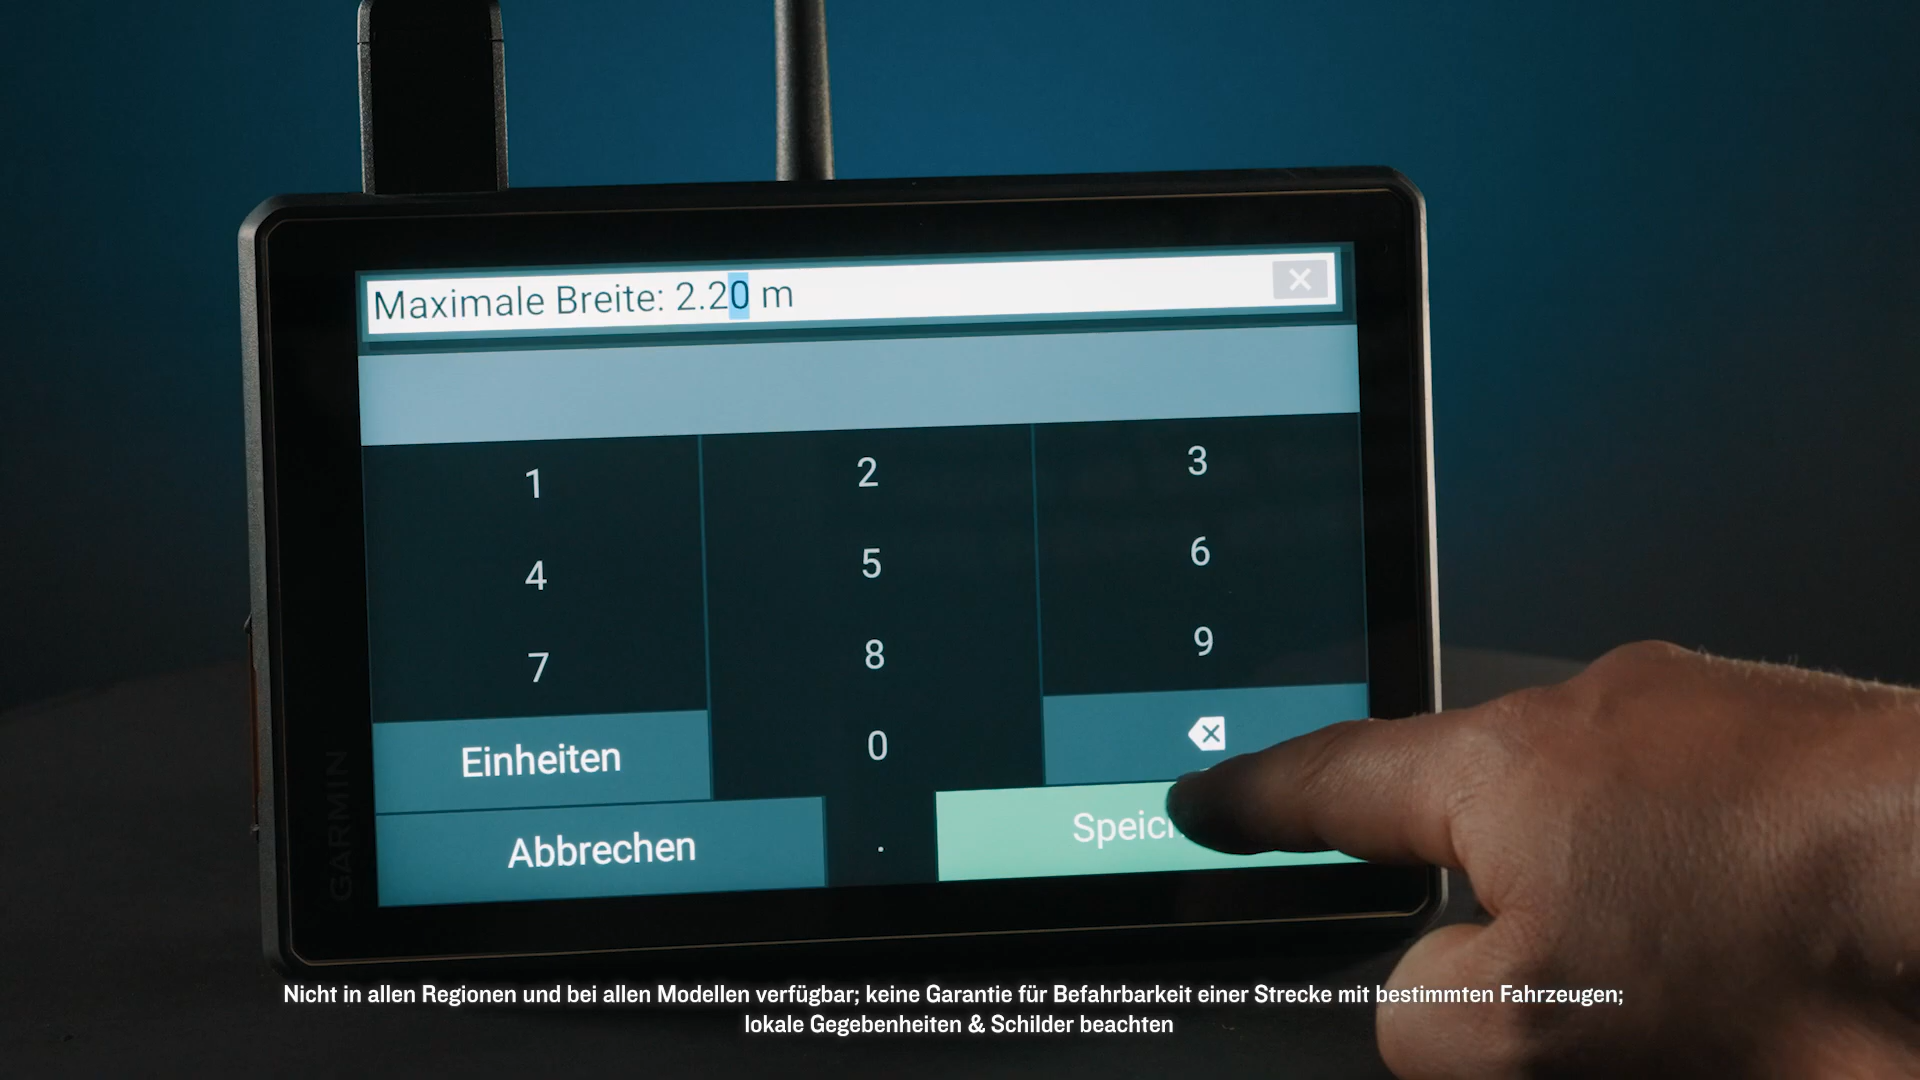 Maximale Breite: 2.20 m
1 2 3
4 5 6
7 8 9
Einheiten 0
Abbrechen . Speich
GARMIN
Nicht in allen Regionen und bei allen Modellen verfügbar; keine Garantie für Befahrbarkeit einer Strecke mit bestimmten Fahrzeugen;
lokale Gegebenheiten & Schilder beachten